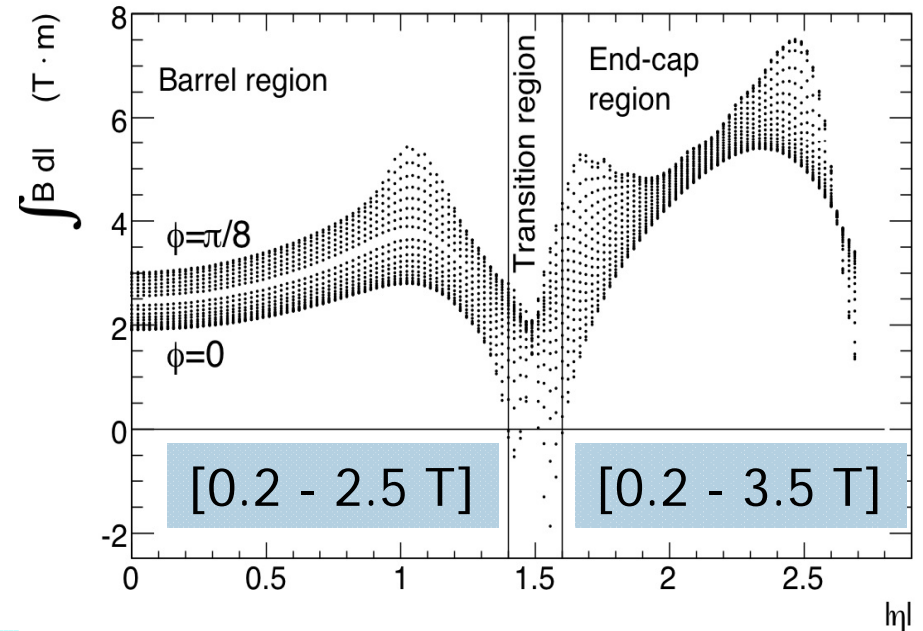 8
6
4
2
0
-2
∫B dl (T · m)
Barrel region
Transition region
End-cap
region
ϕ=π/8
ϕ=0
[0.2 - 2.5 T]
[0.2 - 3.5 T]
0
0.5
1
1.5
2
2.5
|η|